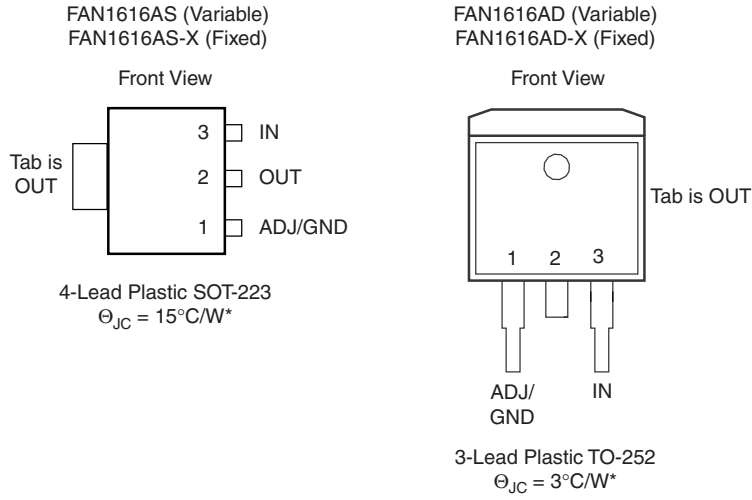 FAN1616AS (Variable)
FAN1616AS-X (Fixed)
Front View
3 IN
Tab is
OUT
2 OUT
1 ADJ/GND
4-Lead Plastic SOT-223
Θ_JC = 15°C/W*
FAN1616AD (Variable)
FAN1616AD-X (Fixed)
Front View
Tab is OUT
1 2 3
ADJ/
GND
IN
3-Lead Plastic TO-252
Θ_JC = 3°C/W*